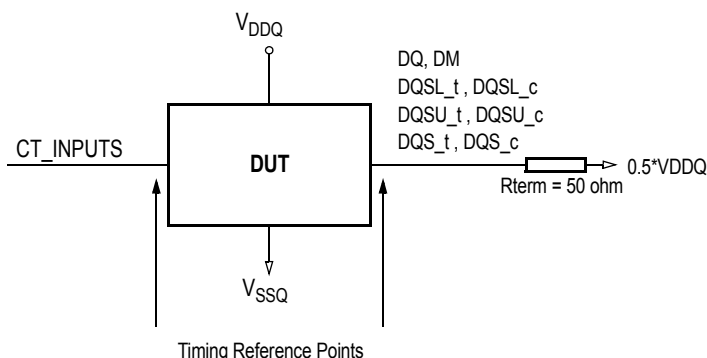 VDDQ
DQ, DM
DQSL_t , DQSL_c
DQSU_t , DQSU_c
DQS_t , DQS_c
CT_INPUTS
DUT
0.5*VDDQ
Rterm = 50 ohm
VSSQ
Timing Reference Points